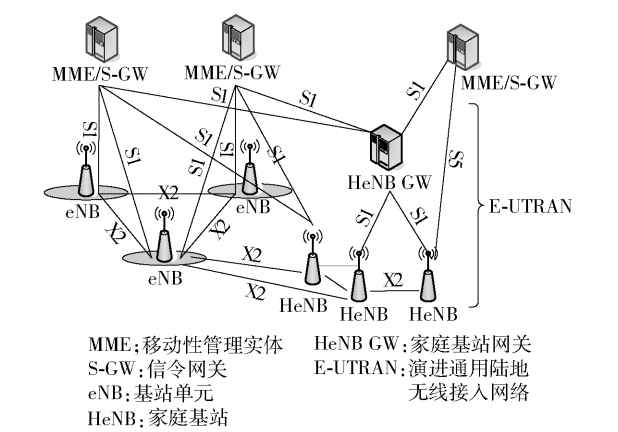 MME/S-GW
MME/S-GW
MME/S-GW
S1
S1
S1
S1
S1
S1
S1
S1
S1
S1
S5
HeNB GW
X2
eNB
eNB
E-UTRAN
X2
X2
S1
S1
eNB
X2
X2
X2
HeNB
HeNB
HeNB
MME;移动性管理实体
S-GW:信令网关
eNB:基站单元
HeNB:家庭基站
HeNB GW:家庭基站网关
E-UTRAN:演进通用陆地
无线接入网络